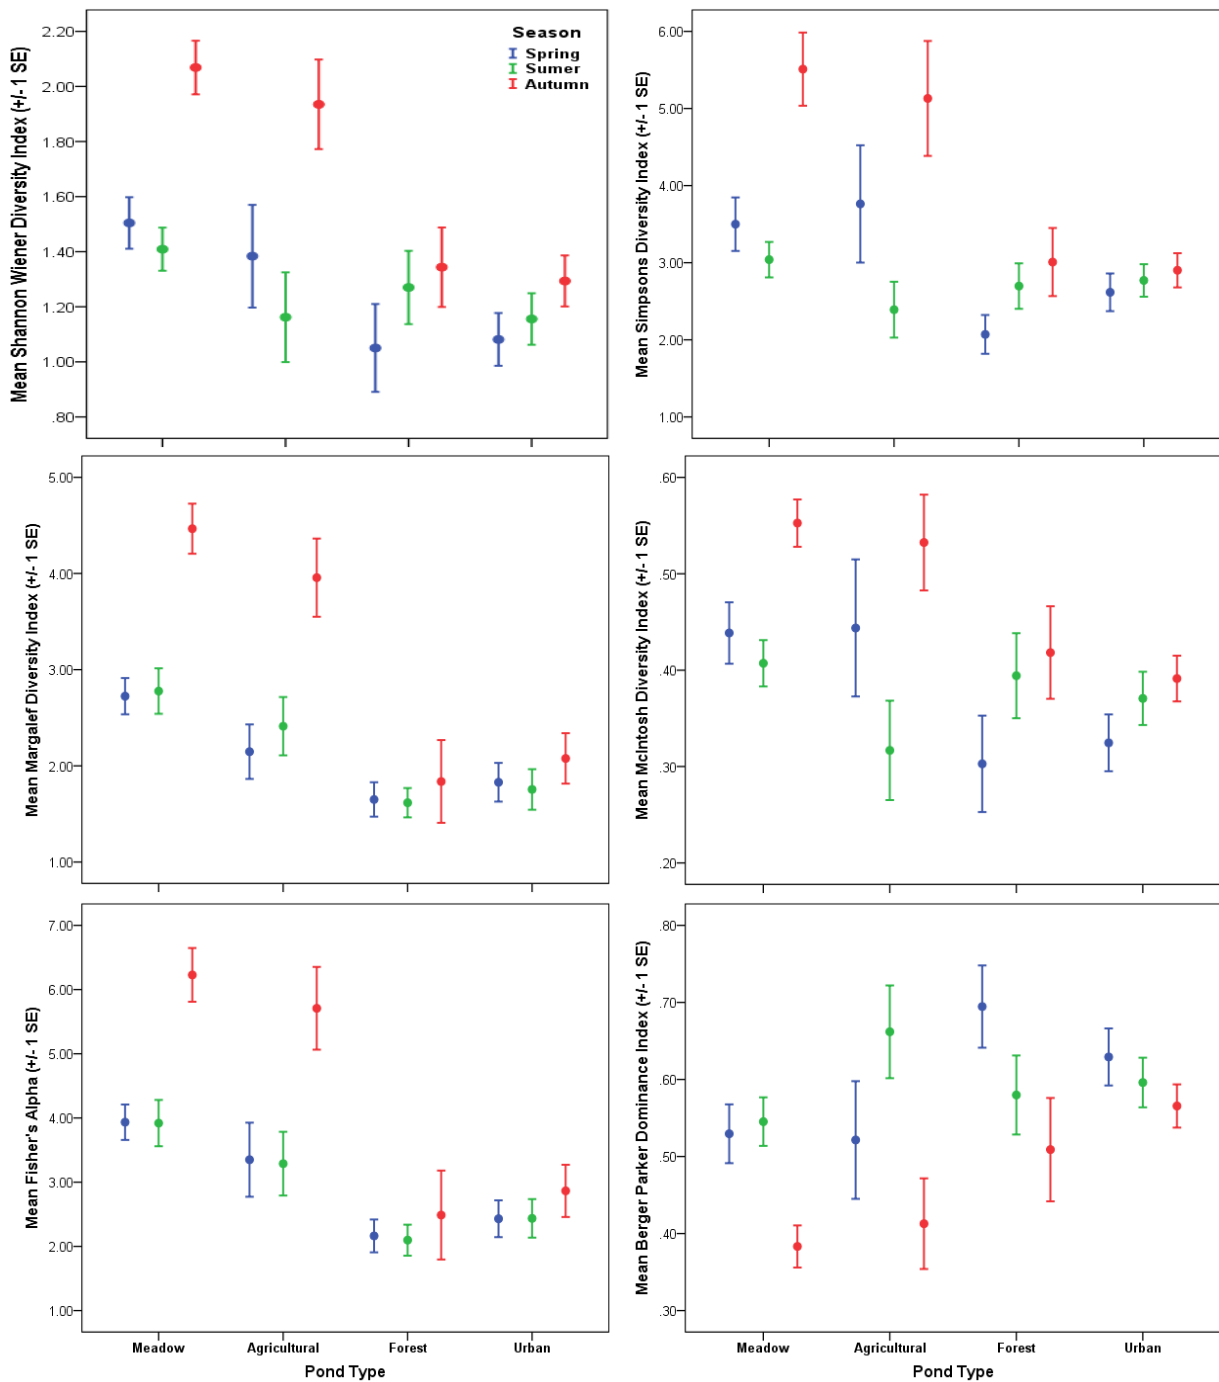 Mean Shannon Wiener Diversity Index (+/- 1 SE)
2.20
2.00
1.80
1.60
1.40
1.20
1.00
.80
Season
Spring
Sumer
Autumn
Mean Simpsons Diversity Index (+/- 1 SE)
6.00
5.00
4.00
3.00
2.00
1.00
Mean Margalef Diversity Index (+/- 1 SE)
5.00
4.00
3.00
2.00
1.00
Mean McIntosh Diversity Index (+/- 1 SE)
.60
.50
.40
.30
.20
Mean Fisher's Alpha (+/- 1 SE)
7.00
6.00
5.00
4.00
3.00
2.00
1.00
Meadow Agricultural Forest Urban
Pond Type
Mean Berger Parker Dominance Index (+/- 1 SE)
.80
.70
.60
.50
.40
.30
Meadow Agricultural Forest Urban
Pond Type